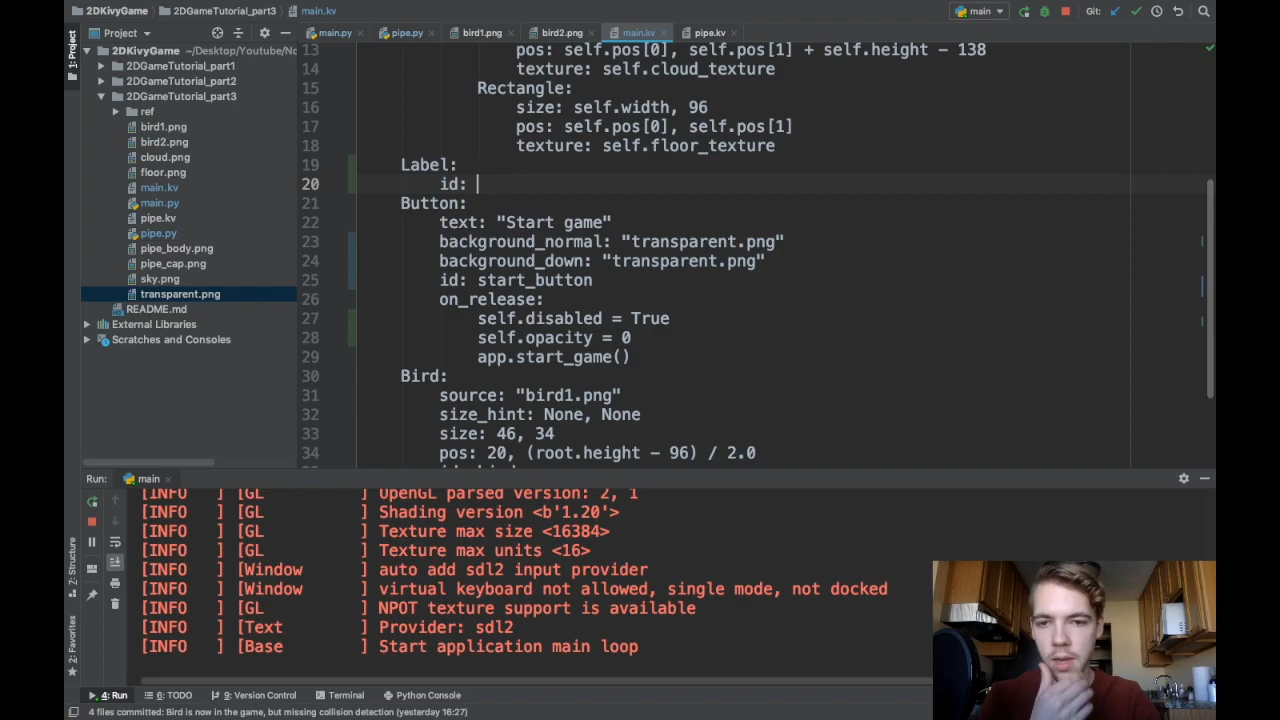 2DKivyGame 2DGameTutorial_part3 main.kv main Git:
Project main.py pipe.py bird1.png bird2.png main.kv pipe.kv
1: Project
2DKivyGame ~/Desktop/Youtube/No
2DGameTutorial_part1
2DGameTutorial_part2
2DGameTutorial_part3
ref
bird1.png
bird2.png
cloud.png
floor.png
main.kv
main.py
pipe.kv
pipe.py
pipe_body.png
pipe_cap.png
sky.png
transparent.png
README.md
External Libraries
Scratches and Consoles
13 pos: self.pos[0], self.pos[1] + self.height - 138
14 texture: self.cloud_texture
15 Rectangle:
16 size: self.width, 96
17 pos: self.pos[0], self.pos[1]
18 texture: self.floor_texture
19 Label:
20 id:
21 Button:
22 text: "Start game"
23 background_normal: "transparent.png"
24 background_down: "transparent.png"
25 id: start_button
26 on_release:
27 self.disabled = True
28 self.opacity = 0
29 app.start_game()
30 Bird:
31 source: "bird1.png"
32 size_hint: None, None
33 size: 46, 34
34 pos: 20, (root.height - 96) / 2.0
Run: main
[INFO ] [GL ] OpenGL parsed version: 2, 1
[INFO ] [GL ] Shading version <b'1.20'>
[INFO ] [GL ] Texture max size <16384>
[INFO ] [GL ] Texture max units <16>
[INFO ] [Window ] auto add sdl2 input provider
[INFO ] [Window ] virtual keyboard not allowed, single mode, not docked
[INFO ] [GL ] NPOT texture support is available
[INFO ] [Text ] Provider: sdl2
[INFO ] [Base ] Start application main loop
7: Structure
2: Favorites
4: Run 6: TODO 9: Version Control Terminal Python Console
4 files committed: Bird is now in the game, but missing collision detection (yesterday 16:27)